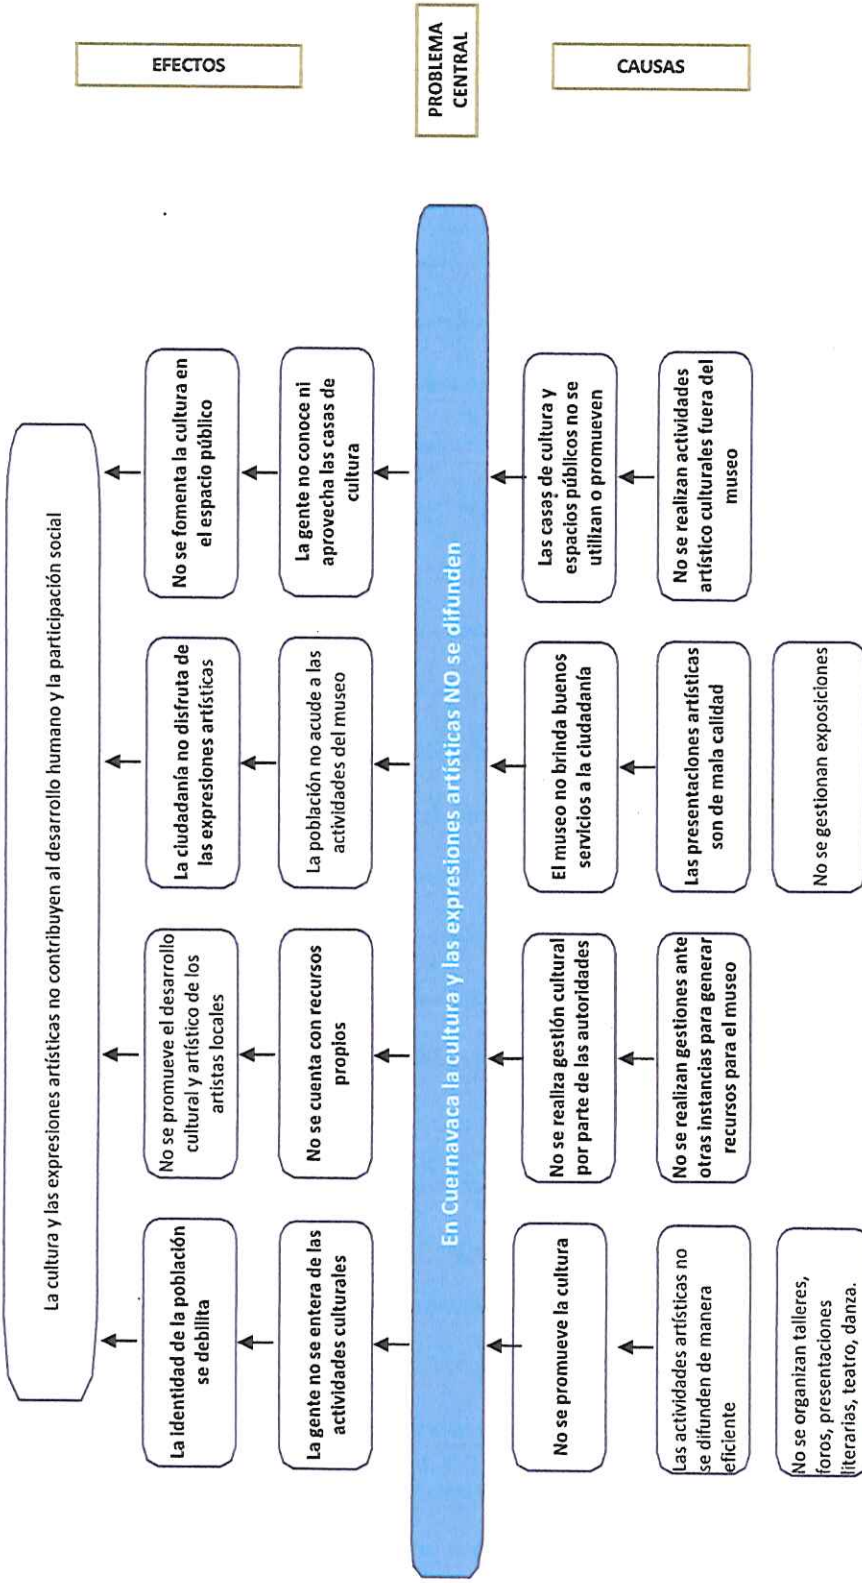 La cultura y las expresiones artísticas no contribuyen al desarrollo humano y la participación social
EFECTOS
La identidad de la población
se debilita
No se promueve el desarrollo
cultural y artístico de los
artistas locales
La ciudadanía no disfruta de
las expresiones artísticas
No se fomenta la cultura en
el espacio público
La gente no se entera de las
actividades culturales
No se cuenta con recursos
propios
La población no acude a las
actividades del museo
La gente no conoce ni
aprovecha las casas de
cultura
En Cuernavaca la cultura y las expresiones artísticas NO se difunden
PROBLEMA
CENTRAL
No se promueve la cultura
No se realiza gestión cultural
por parte de las autoridades
El museo no brinda buenos
servicios a la ciudadanía
Las casas de cultura y
espacios públicos no se
utilizan o promueven
CAUSAS
Las actividades artísticas no
se difunden de manera
eficiente
No se realizan gestiones ante
otras instancias para generar
recursos para el museo
Las presentaciones artísticas
son de mala calidad
No se realizan actividades
artístico culturales fuera del
museo
No se organizan talleres,
foros, presentaciones
literarias, teatro, danza.
No se gestionan exposiciones